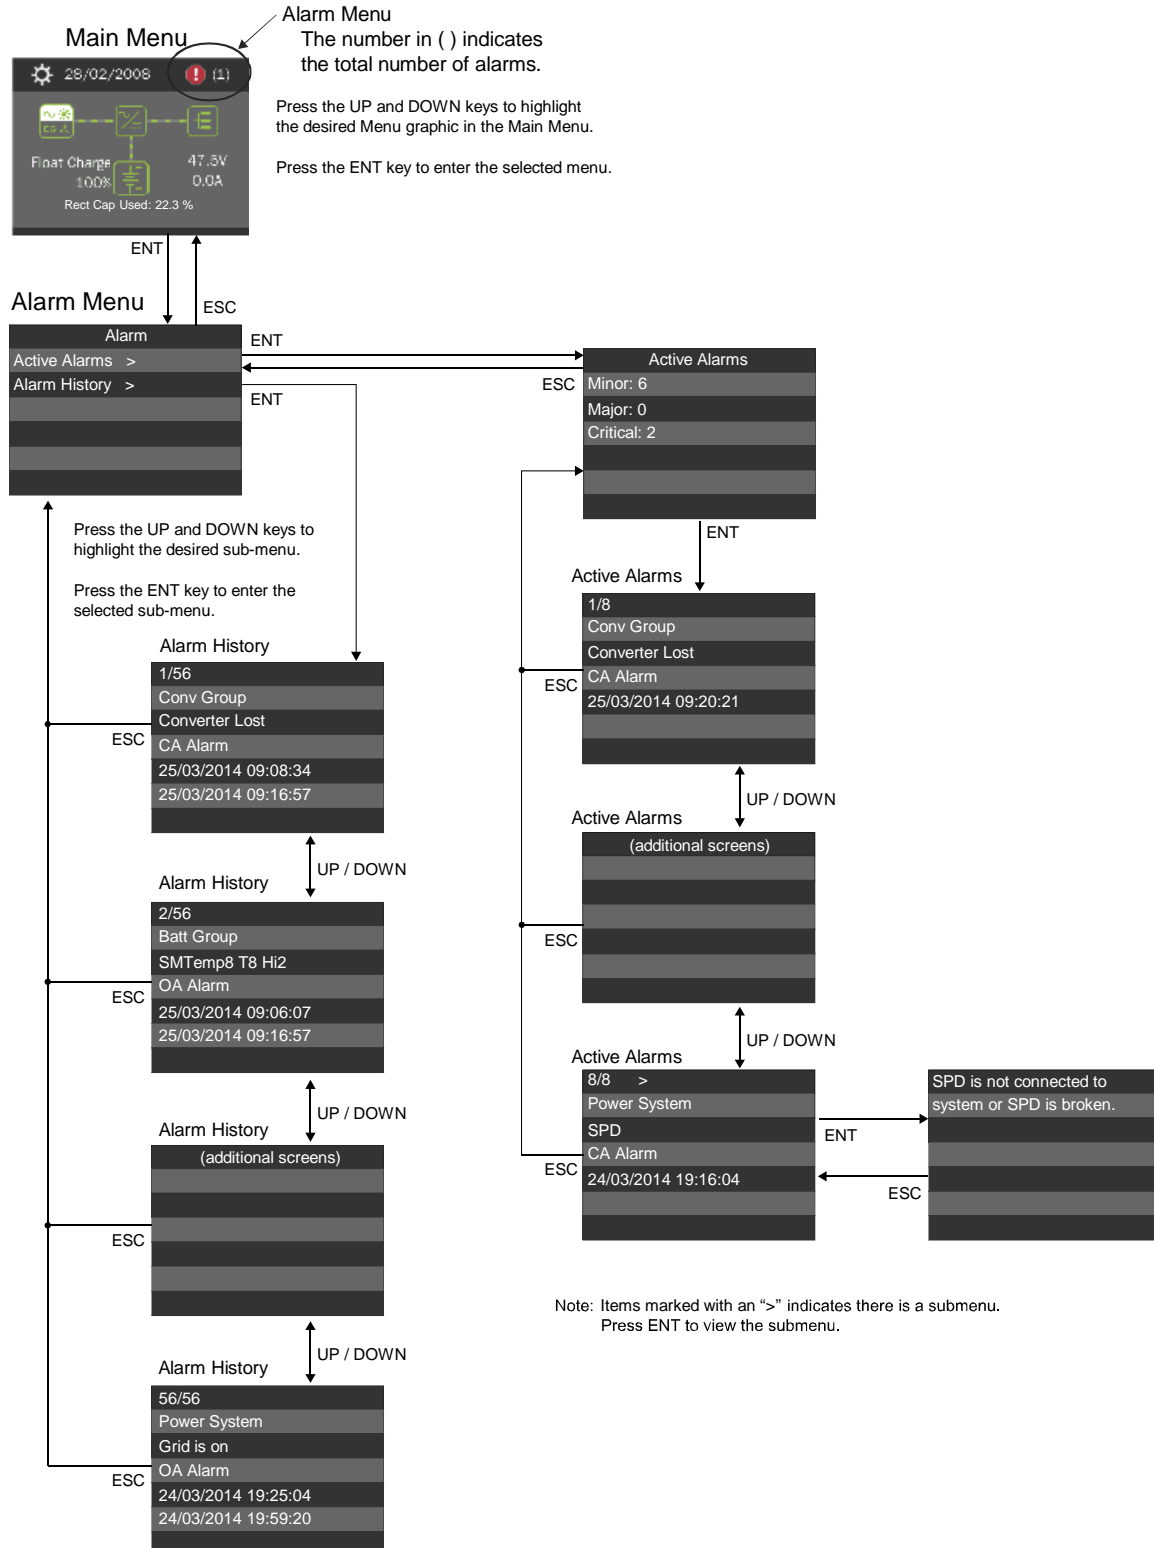 Alarm Menu
The number in ( ) indicates
the total number of alarms.
Main Menu
28/02/2008
(1)
Press the UP and DOWN keys to highlight
the desired Menu graphic in the Main Menu.
Press the ENT key to enter the selected menu.
Float Charge
47.5V
100%
0.0A
Rect Cap Used: 22.3 %
ENT
ESC
Alarm Menu
Alarm
Active Alarms >
Alarm History >
ENT
ESC
ENT
Active Alarms
Minor: 6
Major: 0
Critical: 2
ENT
Press the UP and DOWN keys to
highlight the desired sub-menu.
Press the ENT key to enter the
selected sub-menu.
Alarm History
1/56
Conv Group
Converter Lost
CA Alarm
25/03/2014 09:08:34
25/03/2014 09:16:57
ESC
UP / DOWN
Alarm History
2/56
Batt Group
SMTemp8 T8 Hi2
OA Alarm
25/03/2014 09:06:07
25/03/2014 09:16:57
ESC
UP / DOWN
Alarm History
(additional screens)
ESC
UP / DOWN
Alarm History
56/56
Power System
Grid is on
OA Alarm
24/03/2014 19:25:04
24/03/2014 19:59:20
ESC
Active Alarms
1/8
Conv Group
Converter Lost
CA Alarm
25/03/2014 09:20:21
ESC
UP / DOWN
Active Alarms
(additional screens)
ESC
UP / DOWN
Active Alarms
8/8 >
Power System
SPD
CA Alarm
24/03/2014 19:16:04
ESC
ENT
ESC
SPD is not connected to
system or SPD is broken.
Note: Items marked with an “>” indicates there is a submenu.
Press ENT to view the submenu.